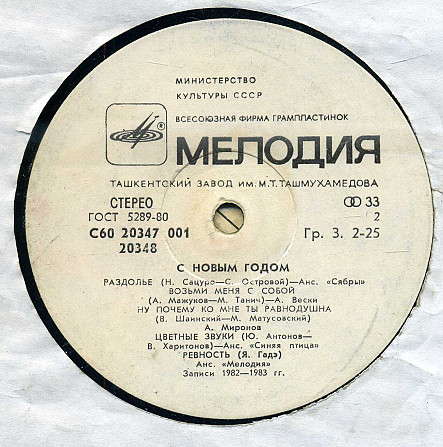 МИНИСТЕРСТВО
КУЛЬТУРЫ СССР
ВСЕСОЮЗНАЯ ФИРМА ГРАМПЛАСТИНОК
МЕЛОДИЯ
ТАШКЕНТСКИЙ ЗАВОД им. М.Т.ТАШМУХАМЕДОВА
СТЕРЕО 33
ГОСТ 5289-80 2
С60 20347 001 Гр. 3. 2-25
20348
С НОВЫМ ГОДОМ
РАЗДОЛЬЕ (Н. Сацуро—С. Островой)—Анс. «Сябры»
ВОЗЬМИ МЕНЯ С СОБОЙ
(А. Мажуков—М. Танич)—А. Вески
НУ ПОЧЕМУ КО МНЕ ТЫ РАВНОДУШНА
(В. Шаинский—М. Матусовский)
А. Миронов
ЦВЕТНЫЕ ЗВУКИ (Ю. Антонов—
В. Харитонов)—Анс. «Синяя птица»
РЕВНОСТЬ (Я. Гадэ)
Анс. «Мелодия»
Записи 1982—1983 гг.